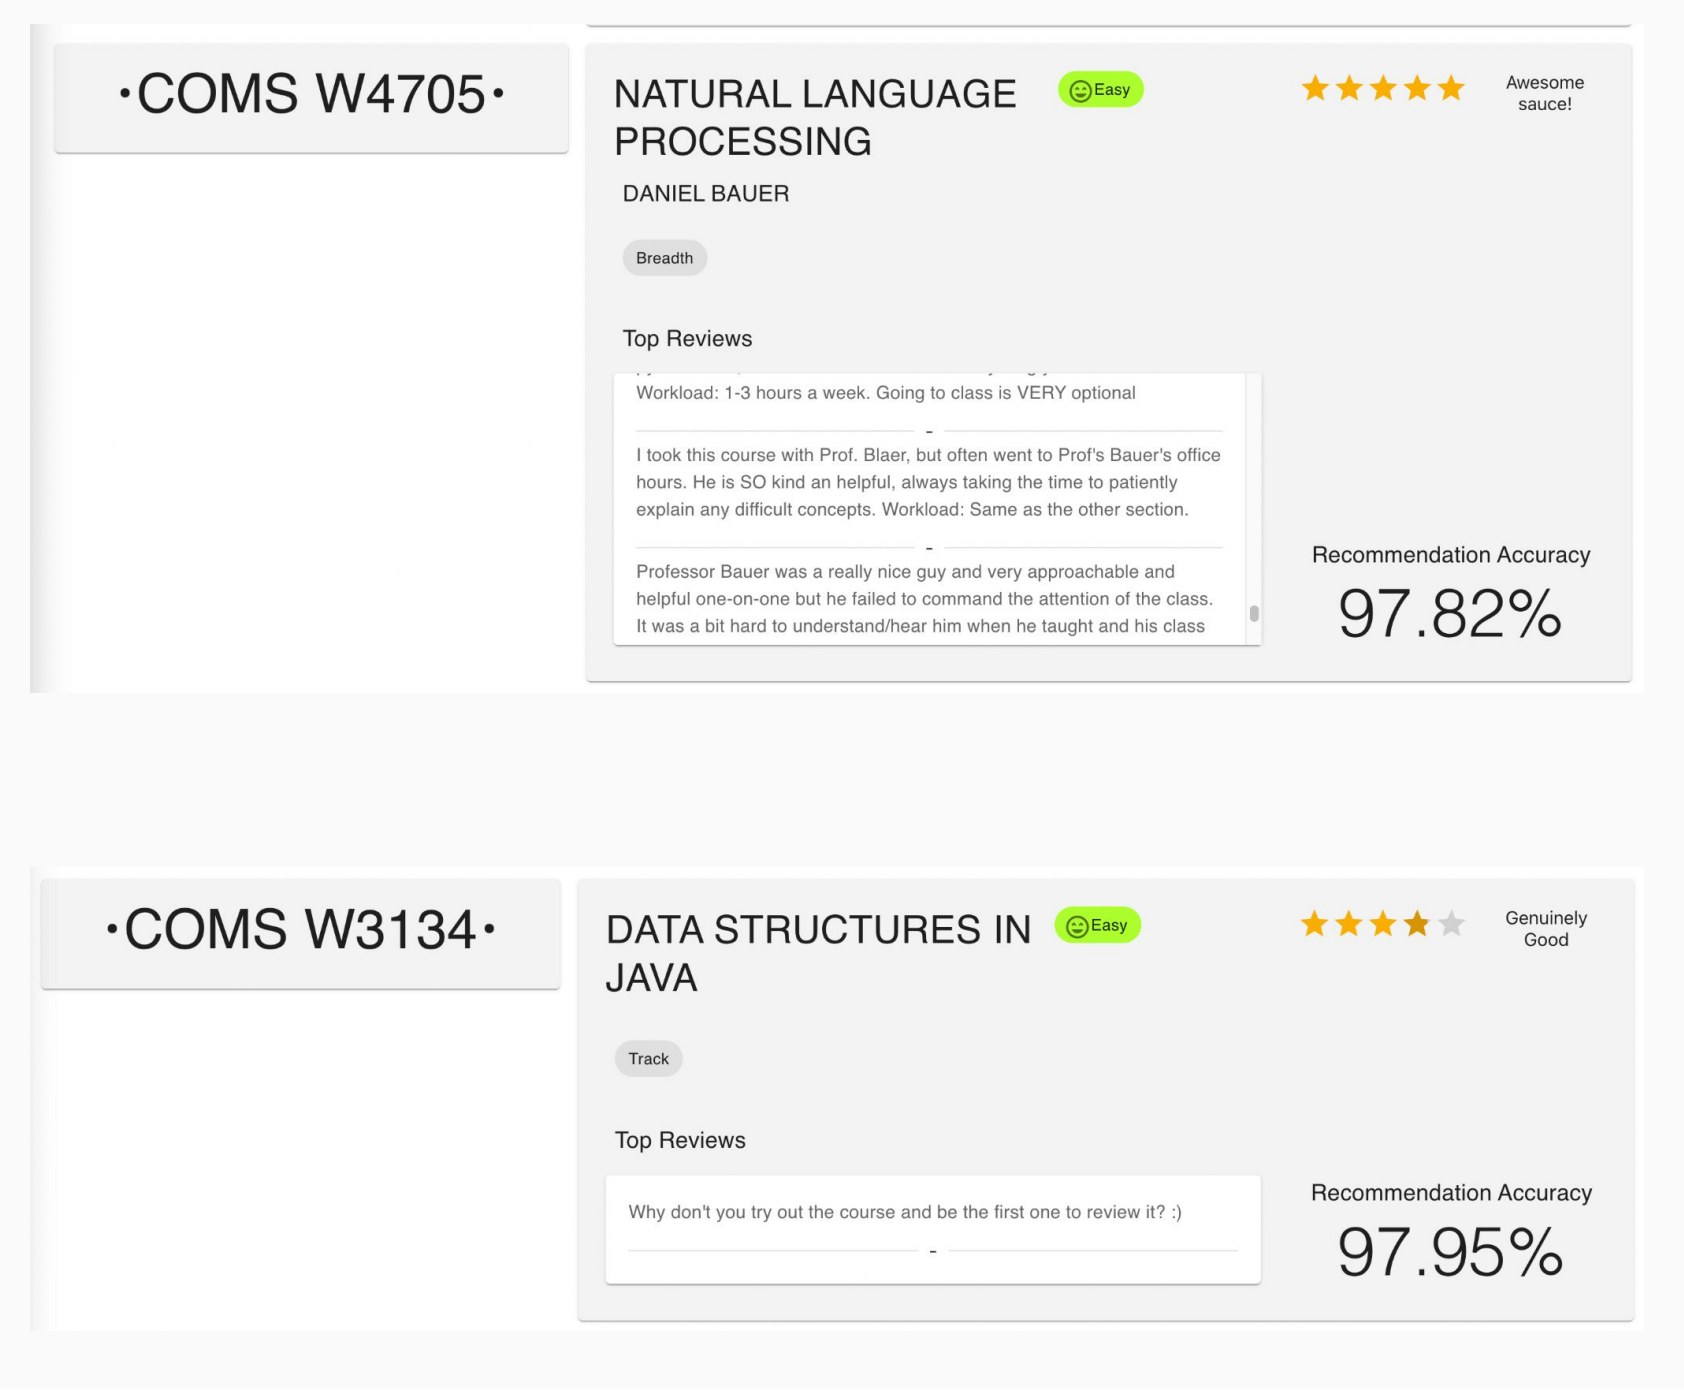 ·COMS W4705·
NATURAL LANGUAGE
PROCESSING
Easy
Awesome
sauce!
DANIEL BAUER
Breadth
Top Reviews
Workload: 1-3 hours a week. Going to class is VERY optional
-
I took this course with Prof. Blaer, but often went to Prof's Bauer's office
hours. He is SO kind an helpful, always taking the time to patiently
explain any difficult concepts. Workload: Same as the other section.
-
Professor Bauer was a really nice guy and very approachable and
helpful one-on-one but he failed to command the attention of the class.
It was a bit hard to understand/hear him when he taught and his class
Recommendation Accuracy
97.82%
·COMS W3134·
DATA STRUCTURES IN
JAVA
Easy
Genuinely
Good
Track
Top Reviews
Why don't you try out the course and be the first one to review it? :)
-
Recommendation Accuracy
97.95%